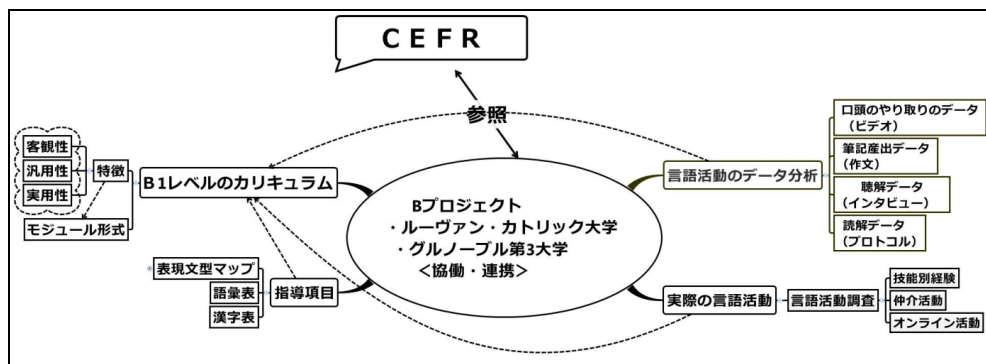 CEFR
参照
客観性
汎用性
実用性
特徴
モジュール形式
B1レベルのカリキュラム
表現文型マップ
語彙表
漢字表
指導項目
Bプロジェクト
・ルーヴァン・カトリック大学
・グルノーブル第3大学
<協働・連携>
言語活動のデータ分析
口頭のやり取りのデータ
(ビデオ)
筆記産出データ
(作文)
聴解データ
(インタビュー)
読解データ
(プロトコル)
実際の言語活動
言語活動調査
技能別経験
仲介活動
オンライン活動